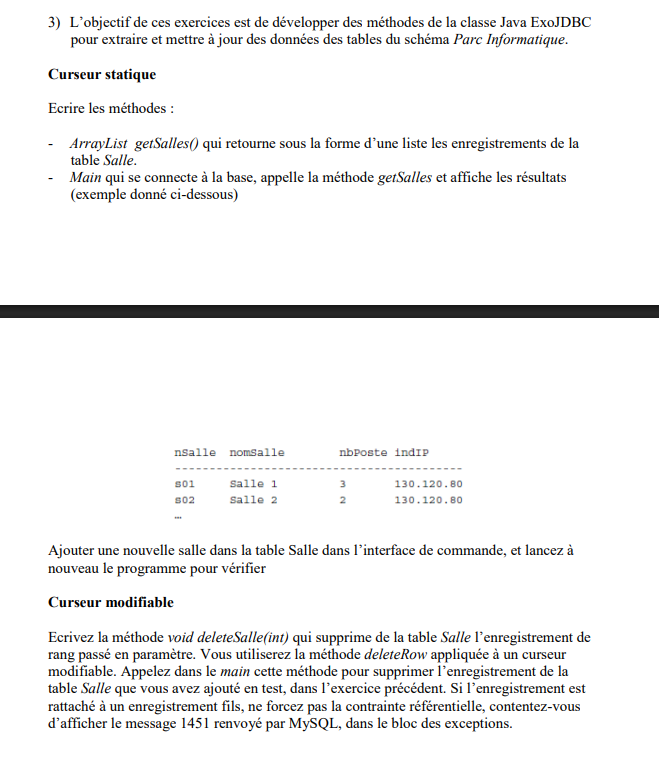 3) L’objectif de ces exercices est de développer des méthodes de la classe Java ExoJDBC
pour extraire et mettre à jour des données des tables du schéma Parc Informatique.
Curseur statique
Ecrire les méthodes :
- ArrayList getSalles() qui retourne sous la forme d’une liste les enregistrements de la
table Salle.
- Main qui se connecte à la base, appelle la méthode getSalles et affiche les résultats
(exemple donné ci-dessous)
nSalle nomSalle nbPoste indIP
------------------------------------------
s01 Salle 1 3 130.120.80
s02 Salle 2 2 130.120.80
…
Ajouter une nouvelle salle dans la table Salle dans l’interface de commande, et lancez à
nouveau le programme pour vérifier
Curseur modifiable
Ecrivez la méthode void deleteSalle(int) qui supprime de la table Salle l’enregistrement de
rang passé en paramètre. Vous utiliserez la méthode deleteRow appliquée à un curseur
modifiable. Appelez dans le main cette méthode pour supprimer l’enregistrement de la
table Salle que vous avez ajouté en test, dans l’exercice précédent. Si l’enregistrement est
rattaché à un enregistrement fils, ne forcez pas la contrainte référentielle, contentez-vous
d’afficher le message 1451 renvoyé par MySQL, dans le bloc des exceptions.